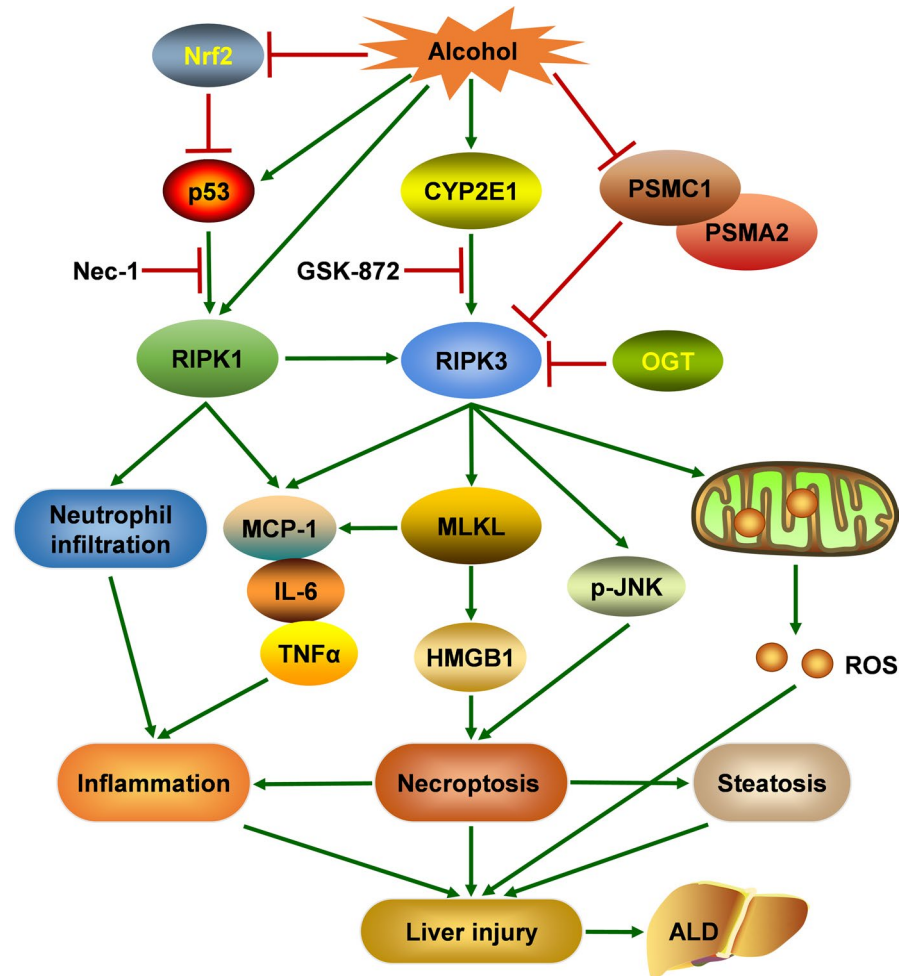 Alcohol
Nrf2
p53
CYP2E1
PSMC1
PSMA2
Nec-1
GSK-872
RIPK1
RIPK3
OGT
Neutrophil
infiltration
MCP-1
MLKL
IL-6
p-JNK
TNFα
HMGB1
ROS
Inflammation
Necroptosis
Steatosis
Liver injury
ALD